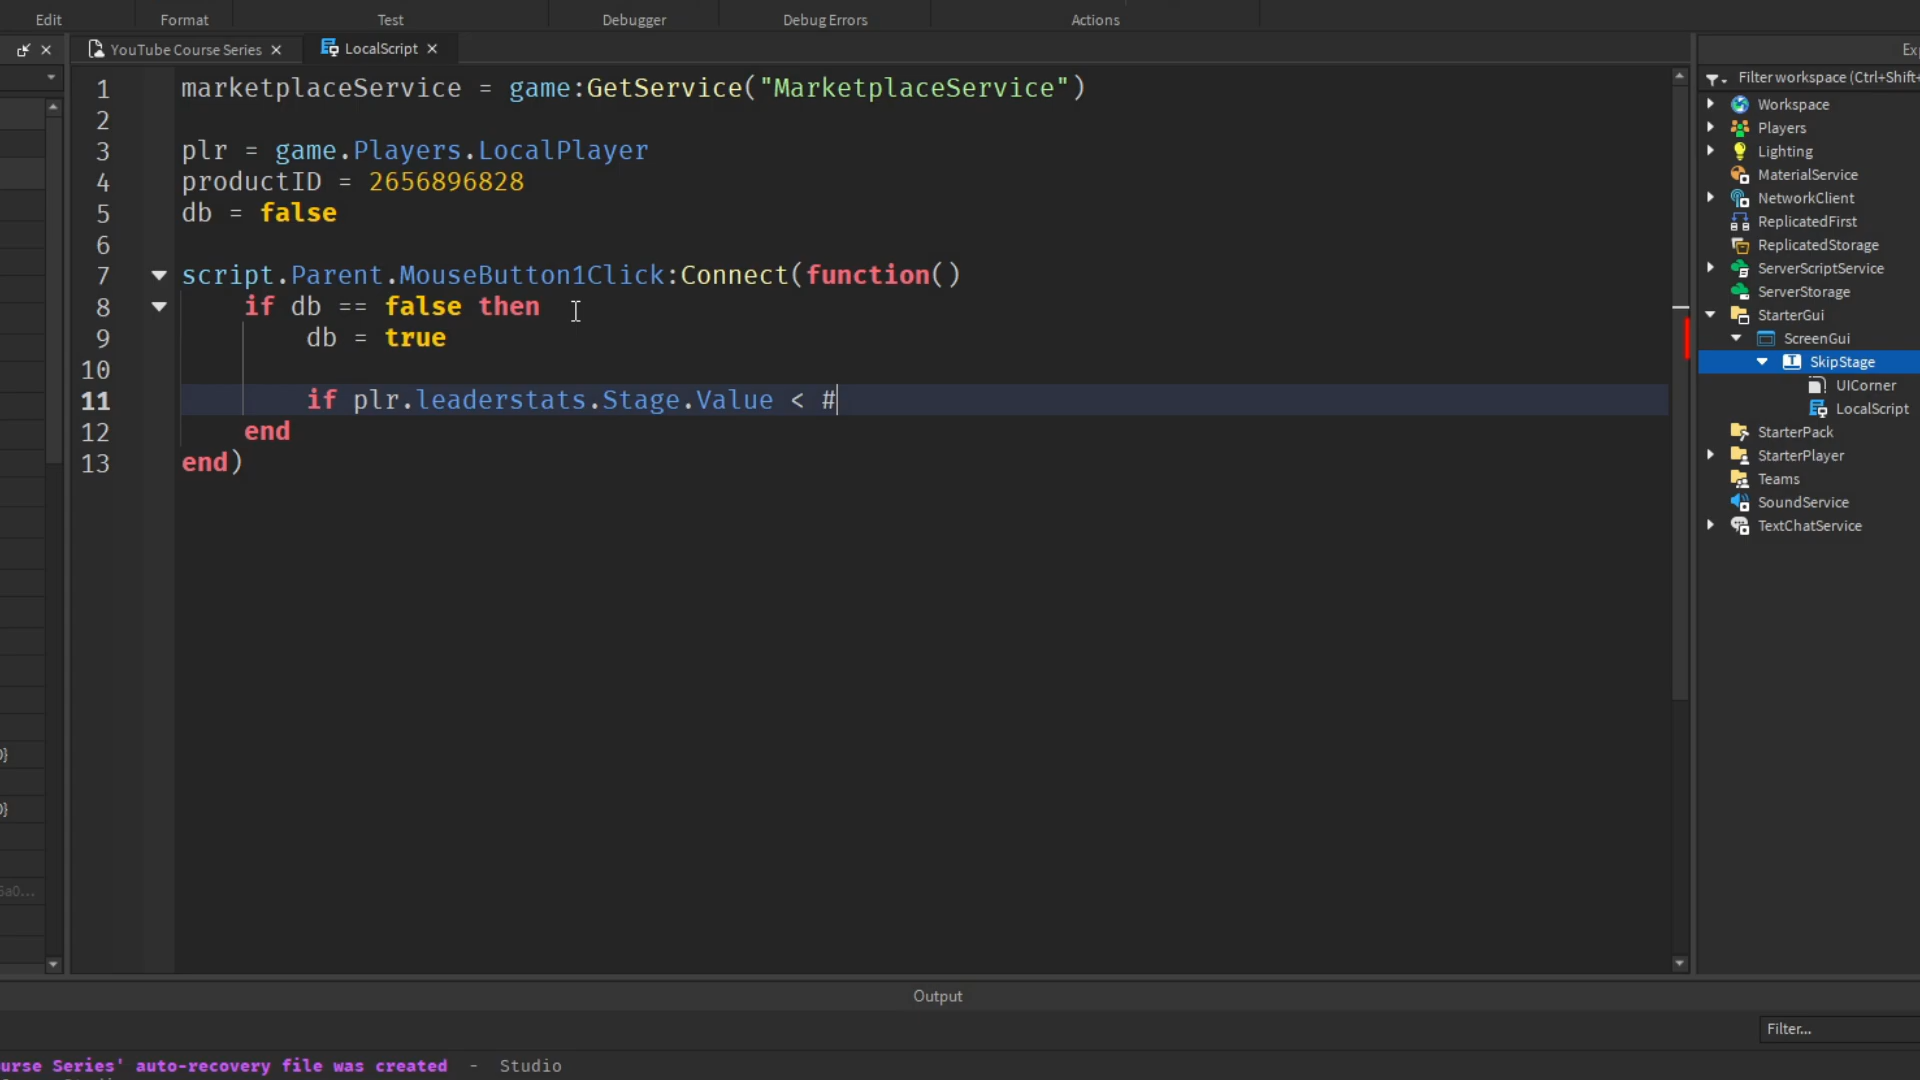 Edit Format Test Debugger Debug Errors Actions
YouTube Course Series LocalScript
1 marketplaceService = game:GetService("MarketplaceService")
2
3 plr = game.Players.LocalPlayer
4 productID = 2656896828
5 db = false
6
7 script.Parent.MouseButton1Click:Connect(function()
8 if db == false then
9 db = true
10
11 if plr.leaderstats.Stage.Value < #
12 end
13 end)
Filter workspace (Ctrl+Shift+
Workspace
Players
Lighting
MaterialService
NetworkClient
ReplicatedFirst
ReplicatedStorage
ServerScriptService
ServerStorage
StarterGui
ScreenGui
SkipStage
UICorner
LocalScript
StarterPack
StarterPlayer
Teams
SoundService
TextChatService
Output
Filter...
urse Series' auto-recovery file was created - Studio